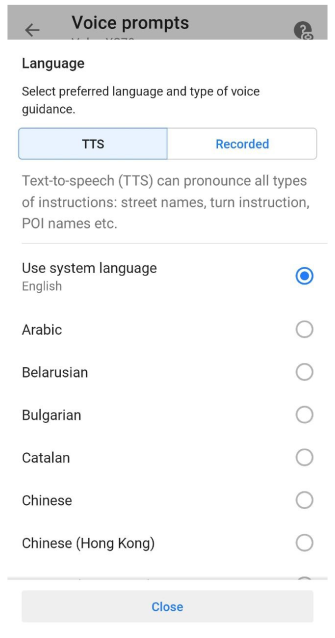 Voice prompts
Language
Select preferred language and type of voice
guidance.
TTS
Recorded
Text-to-speech (TTS) can pronounce all types
of instructions: street names, turn instruction,
POI names etc.
Use system language
English
Arabic
Belarusian
Bulgarian
Catalan
Chinese
Chinese (Hong Kong)
Close